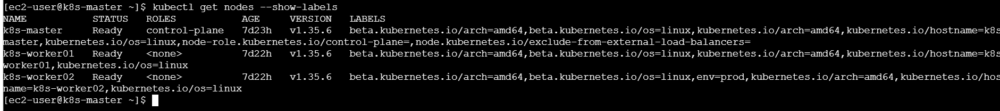 [ec2-user@k8s-master ~]$ kubectl get nodes --show-labels
NAME           STATUS   ROLES           AGE     VERSION   LABELS
k8s-master     Ready    control-plane   7d23h   v1.35.6   beta.kubernetes.io/arch=amd64,beta.kubernetes.io/os=linux,kubernetes.io/arch=amd64,kubernetes.io/hostname=k8s
master,kubernetes.io/os=linux,node-role.kubernetes.io/control-plane=,node.kubernetes.io/exclude-from-external-load-balancers=
k8s-worker01   Ready    <none>          7d22h   v1.35.6   beta.kubernetes.io/arch=amd64,beta.kubernetes.io/os=linux,kubernetes.io/arch=amd64,kubernetes.io/hostname=k8s
worker01,kubernetes.io/os=linux
k8s-worker02   Ready    <none>          7d22h   v1.35.6   beta.kubernetes.io/arch=amd64,beta.kubernetes.io/os=linux,env=prod,kubernetes.io/arch=amd64,kubernetes.io/hos
name=k8s-worker02,kubernetes.io/os=linux
[ec2-user@k8s-master ~]$